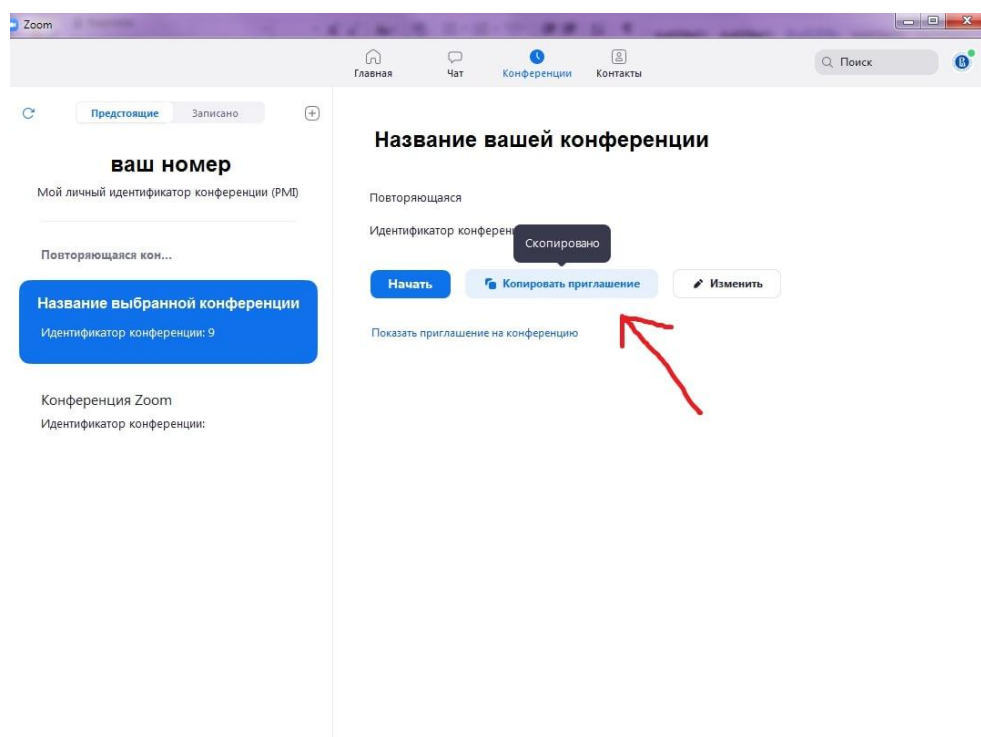 Zoom
Главная
Чат
Конференции
Контакты
Поиск
Предстоящие
Записано
ваш номер
Мой личный идентификатор конференции (PMI)
Повторяющаяся кон...
Название выбранной конференции
Идентификатор конференции: 9
Конференция Zoom
Идентификатор конференции:
Название вашей конференции
Повторяющаяся
Идентификатор конферен
Скопировано
Начать
Копировать приглашение
Изменить
Показать приглашение на конференцию